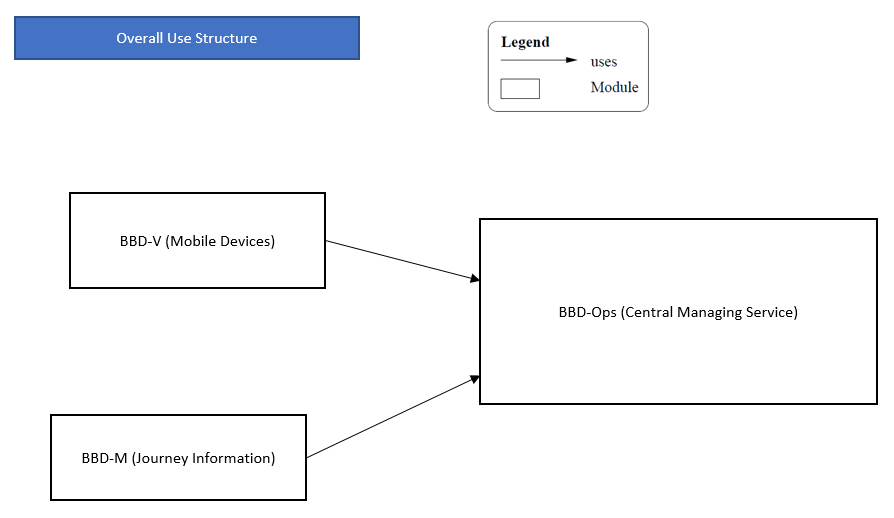 Overall Use Structure
Legend
uses
Module
BBD-V (Mobile Devices)
BBD-Ops (Central Managing Service)
BBD-M (Journey Information)